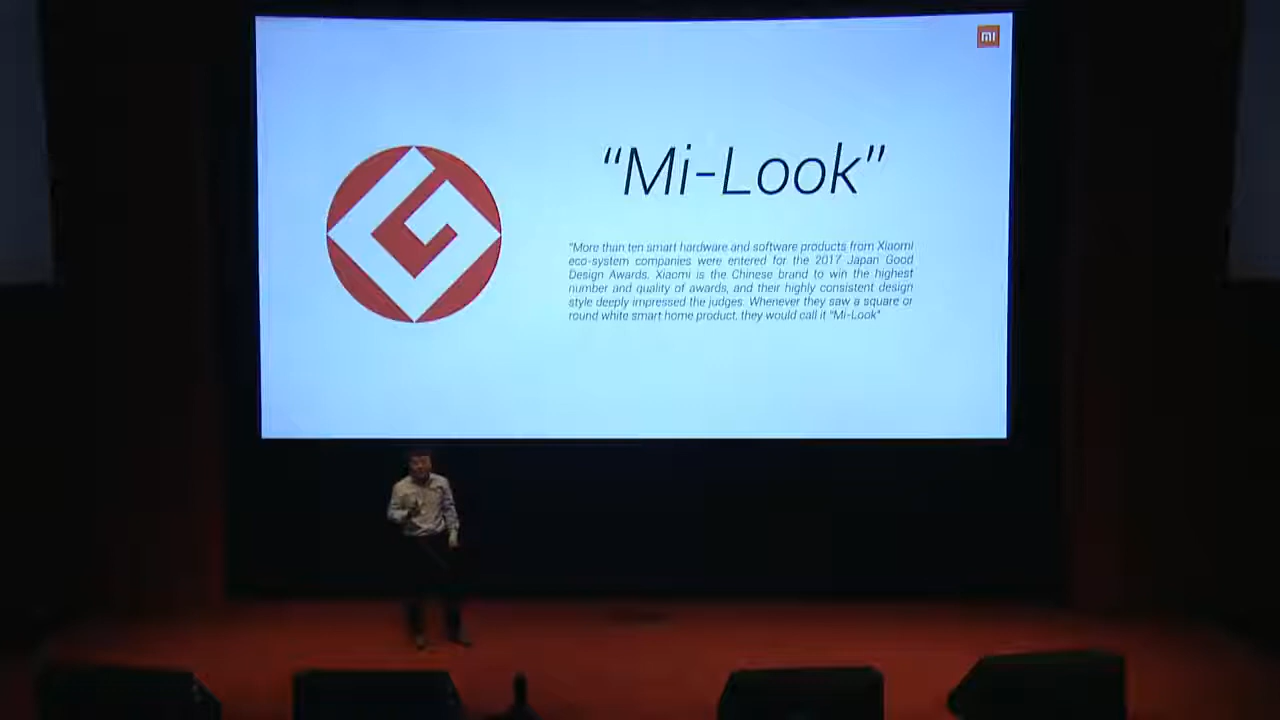 mi
“Mi-Look”
"More than ten smart hardware and software products from Xiaomi
eco-system companies were entered for the 2017 Japan Good
Design Awards. Xiaomi is the Chinese brand to win the highest
number and quality of awards, and their highly consistent design
style deeply impressed the judges. Whenever they saw a square or
round white smart home product, they would call it "Mi-Look"